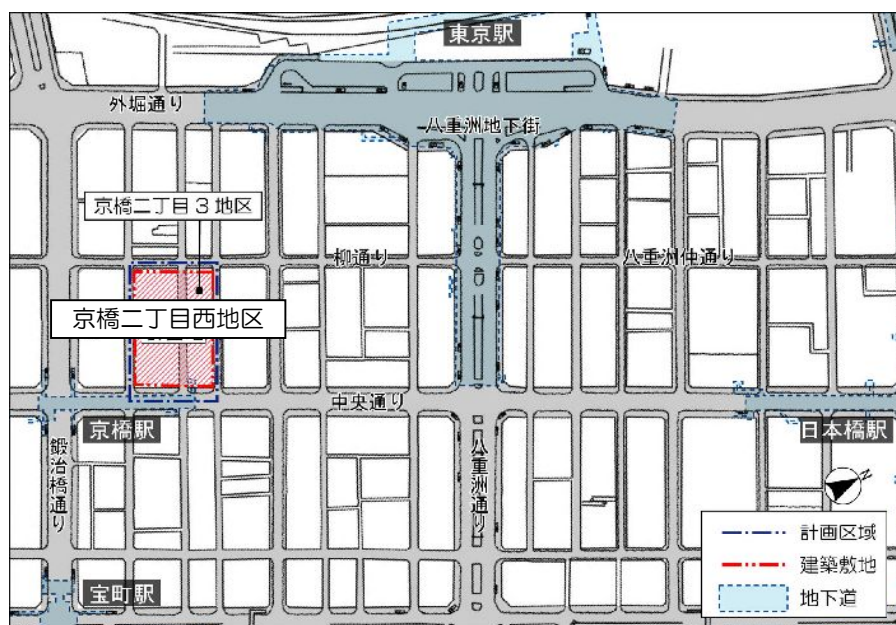 東京駅
外堀通り
八重洲地下街
京橋二丁目3地区
柳通り
八重洲仲通り
京橋二丁目西地区
中央通り
京橋駅
日本橋駅
鍛冶橋通り
八重洲通り
N
計画区域
建築敷地
地下道
宝町駅